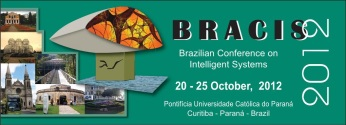 BRACIS
2012
Brazilian Conference on
Intelligent Systems
20 - 25 October, 2012
Pontifícia Universidade Católica do Paraná
Curitiba - Paraná - Brazil